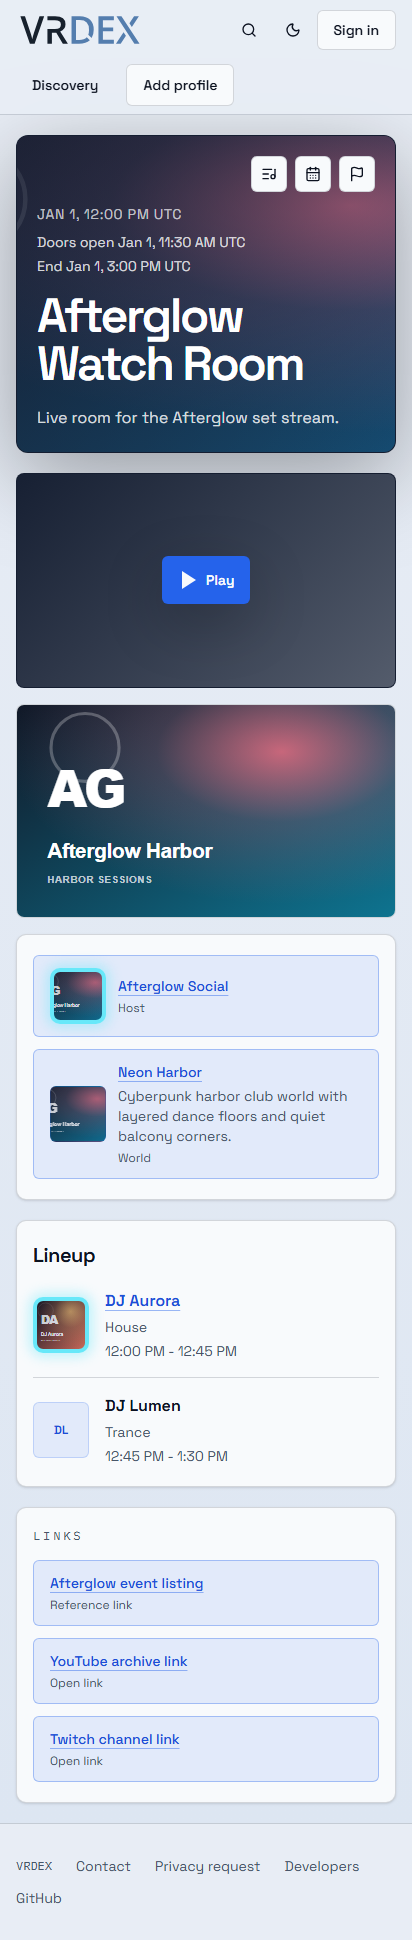 VRDEX
Sign in
Discovery
Add profile
JAN 1, 12:00 PM UTC
Doors open Jan 1, 11:30 AM UTC
End Jan 1, 3:00 PM UTC
Afterglow
Watch Room
Live room for the Afterglow set stream.
Play
AG
Afterglow Harbor
HARBOR SESSIONS
Afterglow Social
Host
Neon Harbor
Cyberpunk harbor club world with
layered dance floors and quiet
balcony corners.
World
Lineup
DA
DJ Aurora
DJ Aurora
House
12:00 PM - 12:45 PM
DL
DJ Lumen
Trance
12:45 PM - 1:30 PM
LINKS
Afterglow event listing
Reference link
YouTube archive link
Open link
Twitch channel link
Open link
VRDEX
Contact
Privacy request
Developers
GitHub